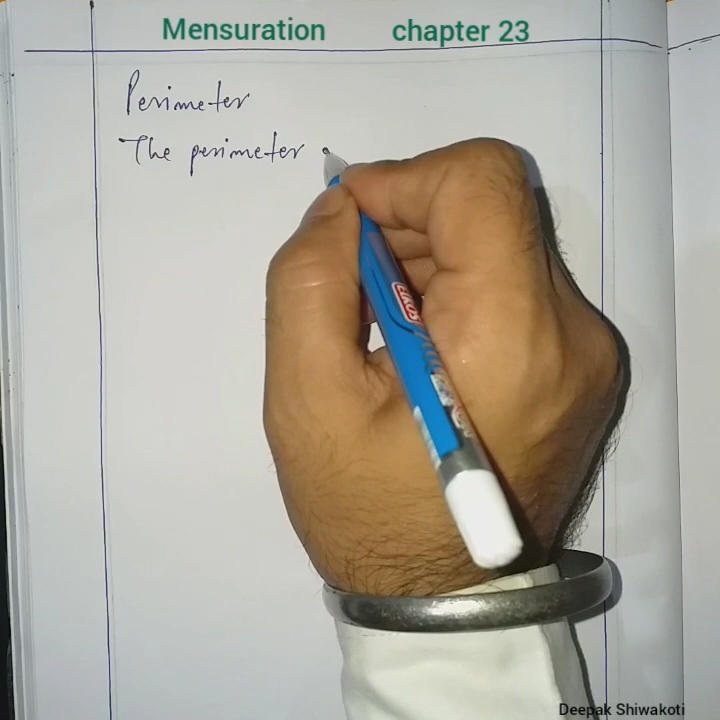 Mensuration chapter 23
Perimeter
The perimeter
Deepak Shiwakoti